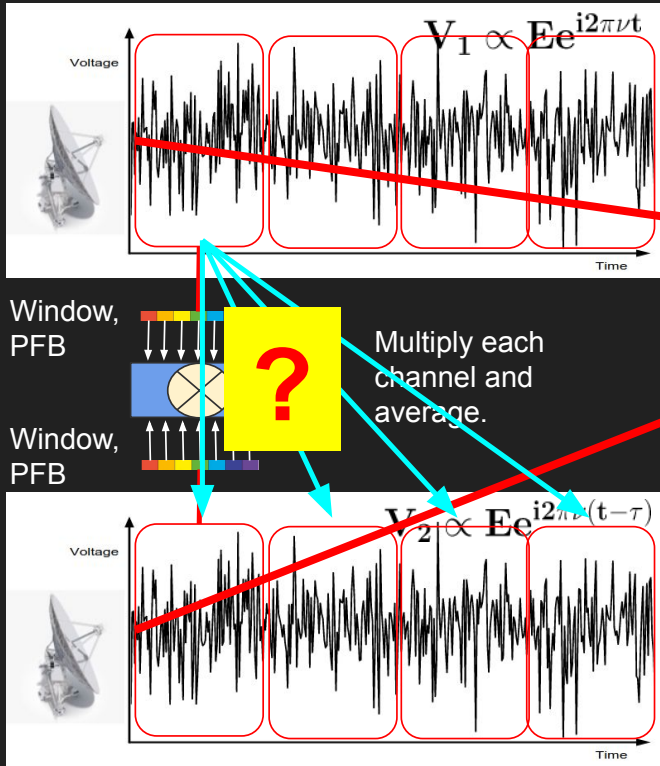 V₁ ∝ Ee^{i2πνt}
Voltage
Time
Window,
PFB
?
Multiply each
channel and
average.
Window,
PFB
V₂ ∝ Ee^{i2πν(t−τ)}
Voltage
Time